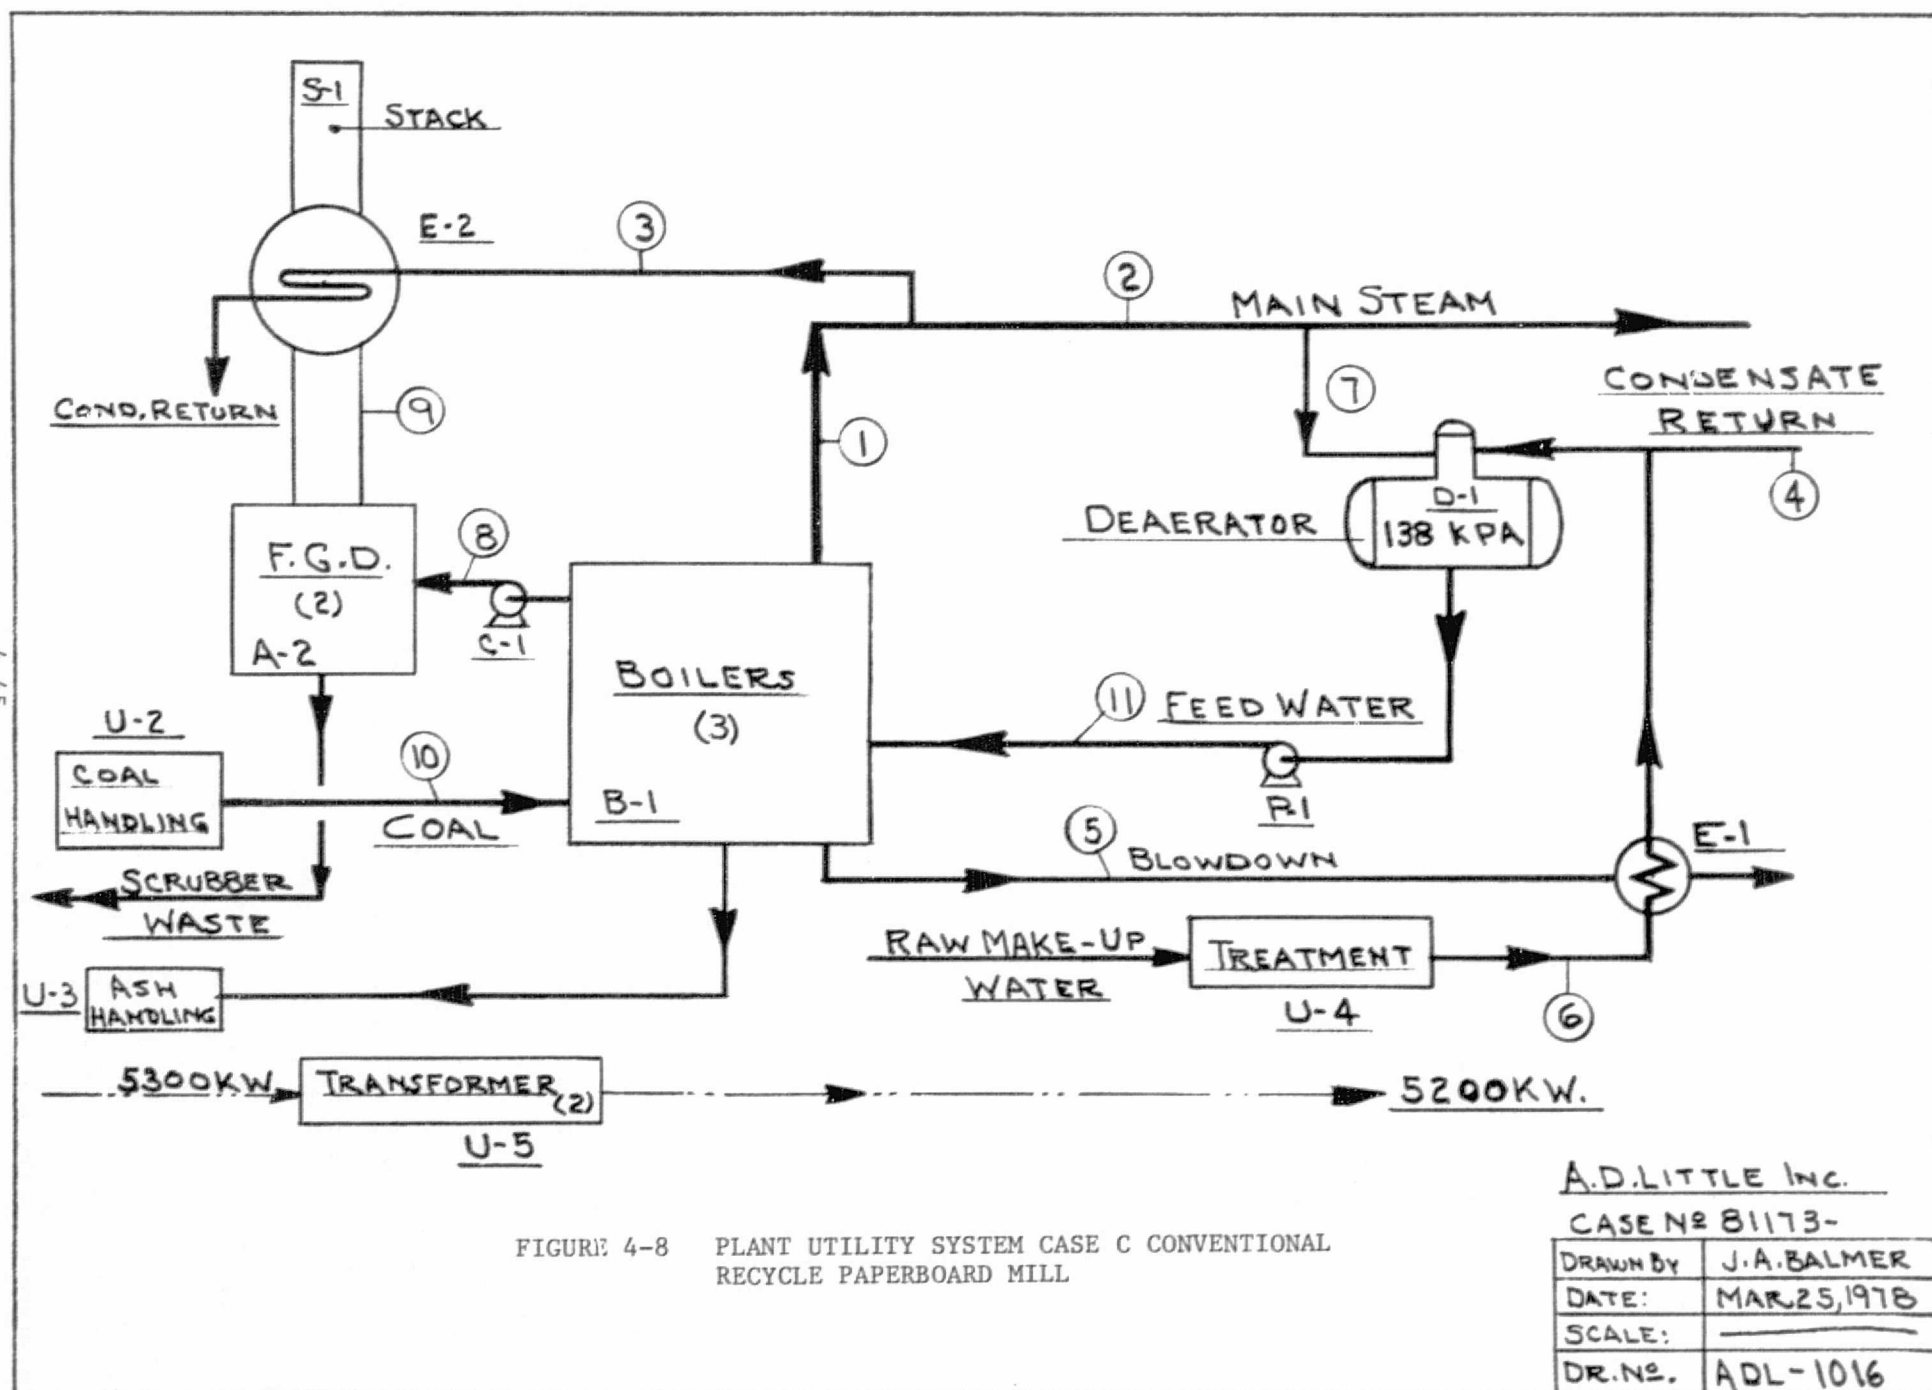 S-1
STACK
E-2
3
2
MAIN STEAM
COND. RETURN
9
1
7
CONDENSATE
RETURN
4
D-1
138 KPA
DEAERATOR
F.G.D.
(2)
A-2
8
C-1
BOILERS
(3)
B-1
11
FEED WATER
P-1
U-2
COAL
HANDLING
10
COAL
5
BLOWDOWN
E-1
SCRUBBER
WASTE
RAW MAKE-UP
WATER
TREATMENT
U-4
6
U-3
ASH
HANDLING
5300KW
TRANSFORMER
(2)
U-5
5200KW.
A.D.LITTLE INC.
CASE Nº 81173-
DRAWN BY J.A.BALMER
DATE: MAR.25,1978
SCALE:
DR.Nº. ADL-1016
FIGURE 4-8 PLANT UTILITY SYSTEM CASE C CONVENTIONAL
RECYCLE PAPERBOARD MILL